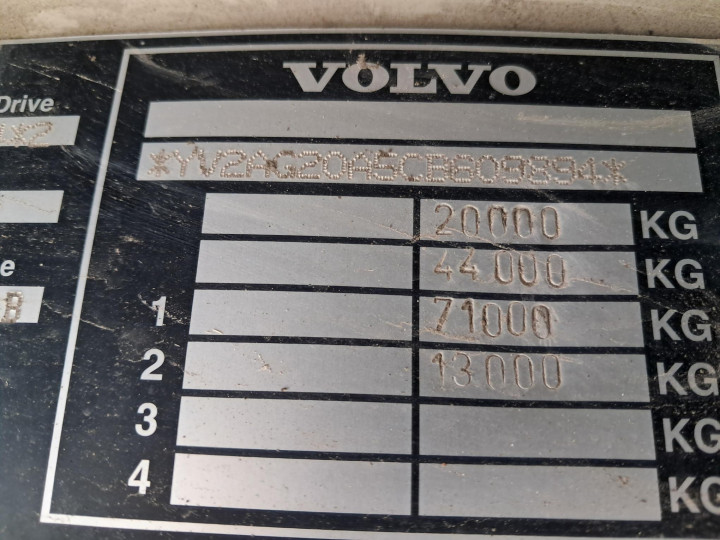 VOLVO
Drive
*YV2AG20A5CB609894*
20000 KG
44000 KG
e
B
1 71000 KG
2 13000 KG
3 KG
4 KG